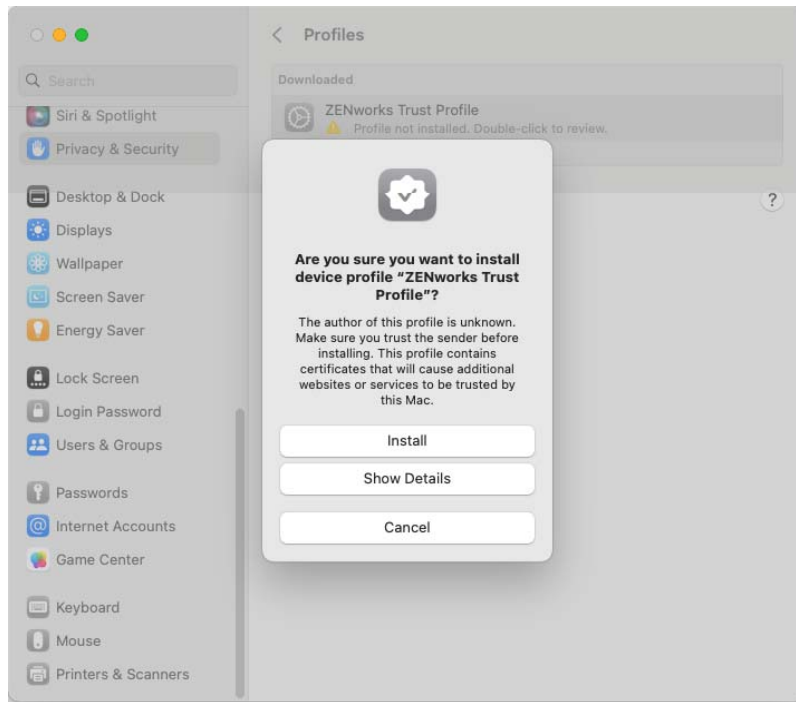 Profiles
Search
Downloaded
ZENworks Trust Profile
Profile not installed. Double-click to review.
Siri & Spotlight
Privacy & Security
Desktop & Dock
Displays
Wallpaper
Screen Saver
Energy Saver
Lock Screen
Login Password
Users & Groups
Passwords
Internet Accounts
Game Center
Keyboard
Mouse
Printers & Scanners
?
Are you sure you want to install
device profile “ZENworks Trust
Profile”?
The author of this profile is unknown.
Make sure you trust the sender before
installing. This profile contains
certificates that will cause additional
websites or services to be trusted by
this Mac.
Install
Show Details
Cancel